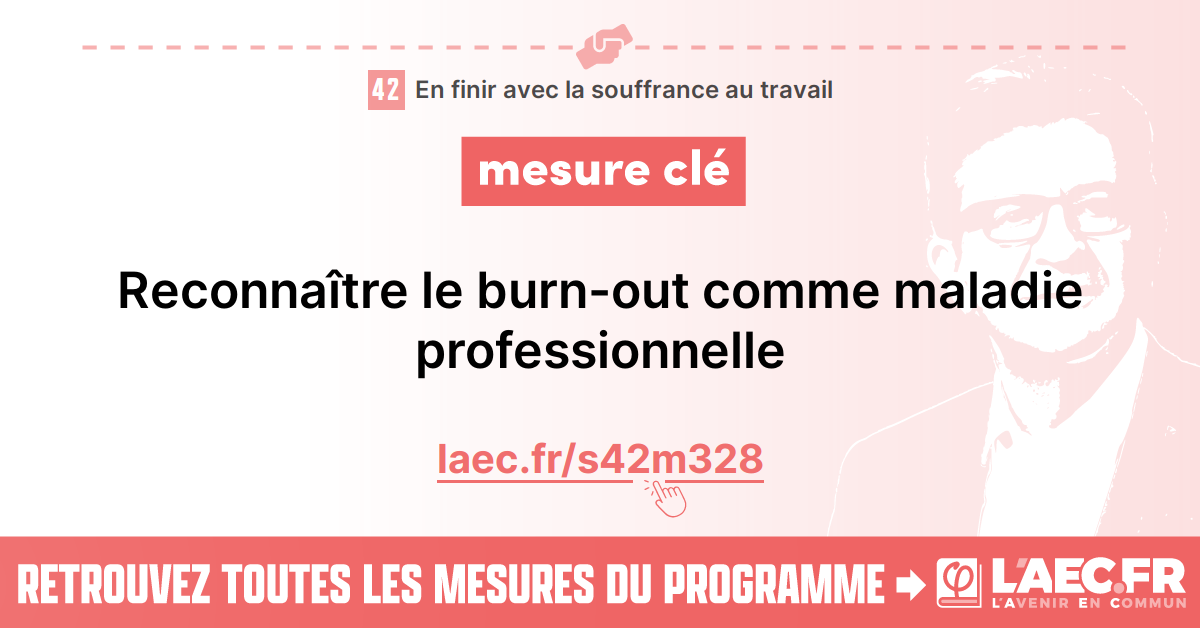 42 En finir avec la souffrance au travail
mesure clé
Reconnaître le burn-out comme maladie
professionnelle
laec.fr/s42m328
RETROUVEZ TOUTES LES MESURES DU PROGRAMME
φ L'AEC.FR
L'AVENIR EN COMMUN